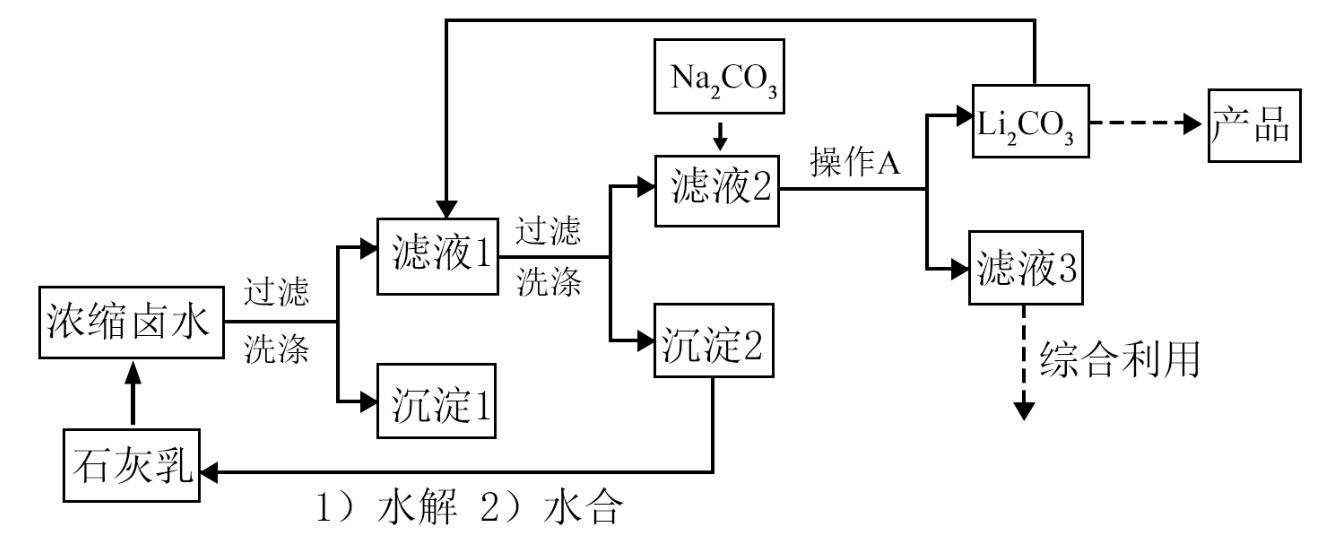 Na₂CO₃
Li₂CO₃
产品
操作A
滤液2
过滤
滤液1
洗涤
滤液3
过滤
浓缩卤水
洗涤
沉淀2
综合利用
沉淀1
石灰乳
1）水解 2）水合